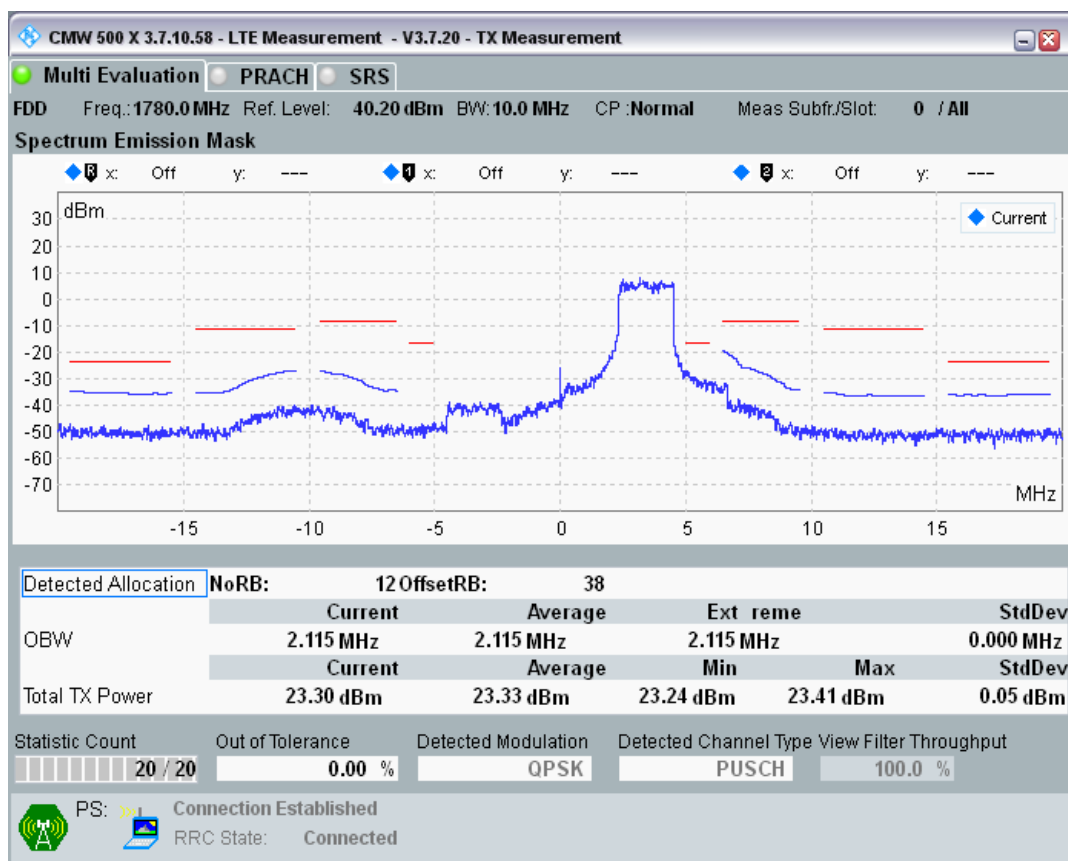 CMW 500 X 3.7.10.58 - LTE Measurement - V3.7.20 - TX Measurement
Multi Evaluation PRACH SRS
FDD Freq.: 1780.0 MHz Ref. Level: 40.20 dBm BW: 10.0 MHz CP :Normal Meas Subfr./Slot: 0 / All
Spectrum Emission Mask
R x: Off y: --- 1 x: Off y: --- 2 x: Off y: ---
dBm
Current
30
20
10
0
-10
-20
-30
-40
-50
-60
-70
MHz
-15 -10 -5 0 5 10 15
Detected Allocation NoRB: 12 OffsetRB: 38
Current Average Ext reme StdDev
OBW 2.115 MHz 2.115 MHz 2.115 MHz 0.000 MHz
Current Average Min Max StdDev
Total TX Power 23.30 dBm 23.33 dBm 23.24 dBm 23.41 dBm 0.05 dBm
Statistic Count Out of Tolerance Detected Modulation Detected Channel Type View Filter Throughput
20 / 20 0.00 % QPSK PUSCH 100.0 %
PS: Connection Established
RRC State: Connected